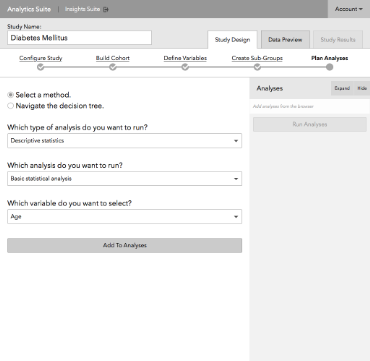 Analytics Suite | Insights Suite Account
Study Name:
Diabetes Mellitus
Study Design Data Preview Study Results
Configure Study Build Cohort Define Variables Create Sub-Groups Plan Analyses
Select a method.
Navigate the decision tree.
Analyses Expand Hide
Add analyses from the browser
Run Analyses
Which type of analysis do you want to run?
Descriptive statistics
Which analysis do you want to run?
Basic statistical analysis
Which variable do you want to select?
Age
Add To Analyses